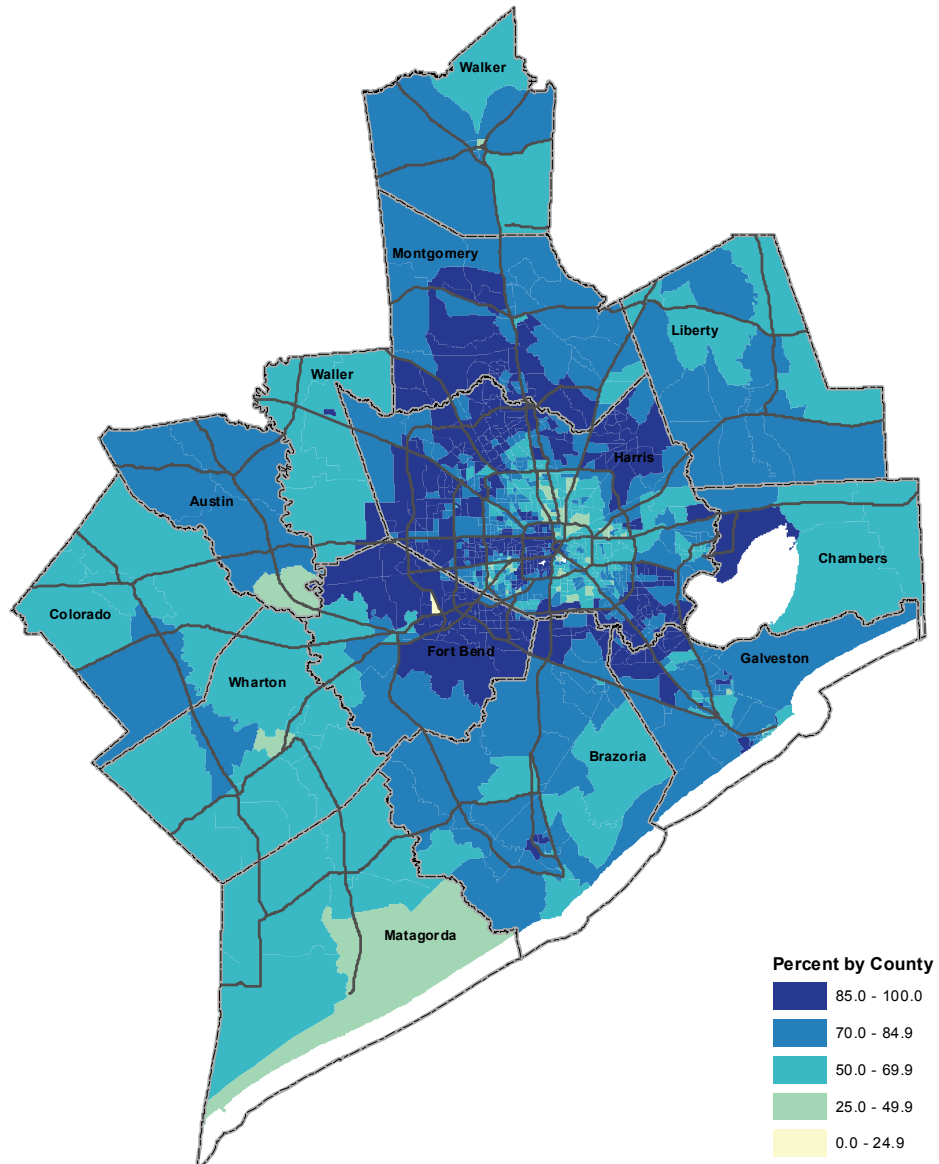 Walker
Montgomery
Liberty
Waller
Harris
Austin
Chambers
Colorado
Fort Bend
Galveston
Wharton
Brazoria
Matagorda
Percent by County
85.0 - 100.0
70.0 - 84.9
50.0 - 69.9
25.0 - 49.9
0.0 - 24.9